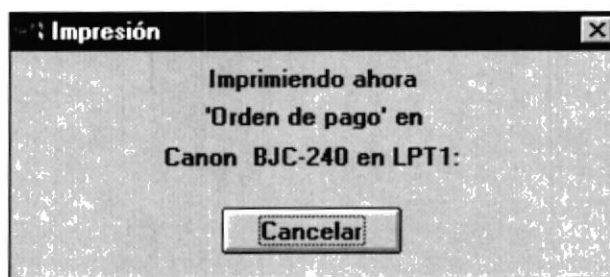 Impresión
Imprimiendo ahora
'Orden de pago' en
Canon BJC-240 en LPT1:
Cancelar